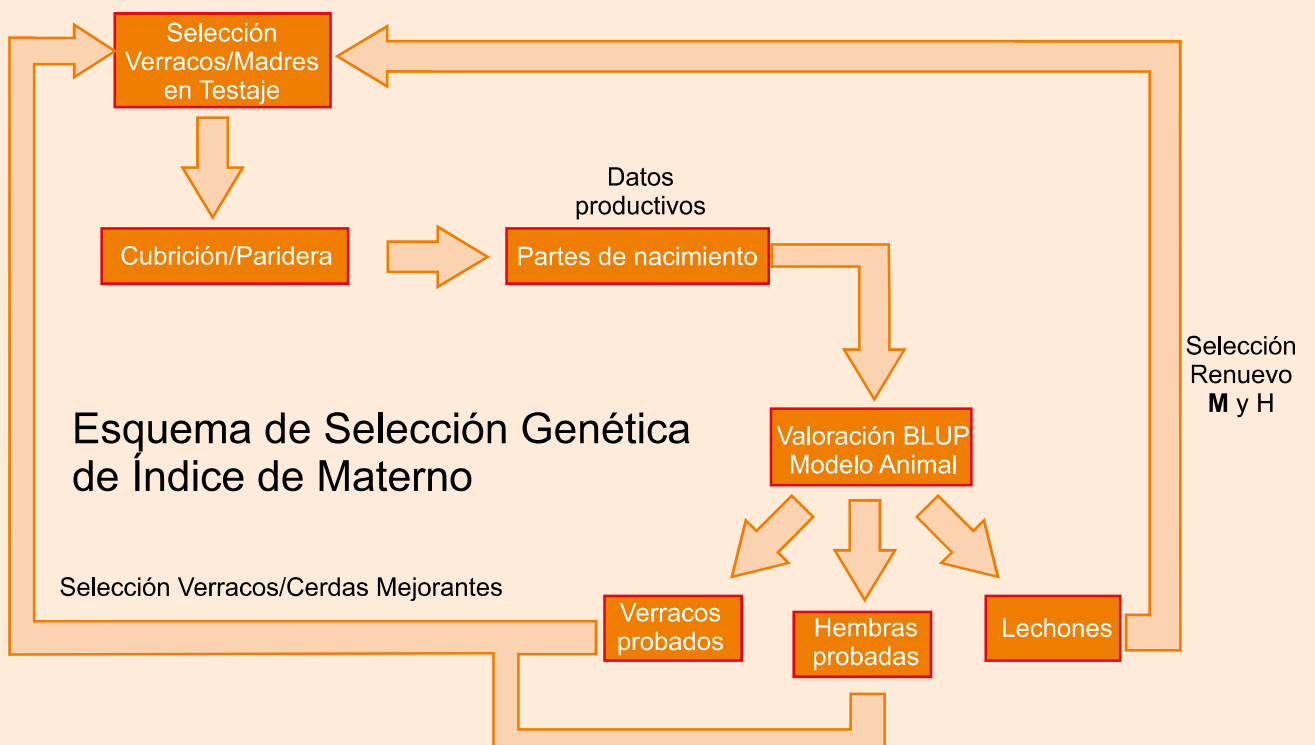 Selección
Verracos/Madres
en Testaje
Datos
productivos
Cubrición/Paridera
Partes de nacimiento
Selección
Renuevo
M y H
Esquema de Selección Genética
de Índice de Materno
Valoración BLUP
Modelo Animal
Selección Verracos/Cerdas Mejorantes
Verracos
probados
Hembras
probadas
Lechones